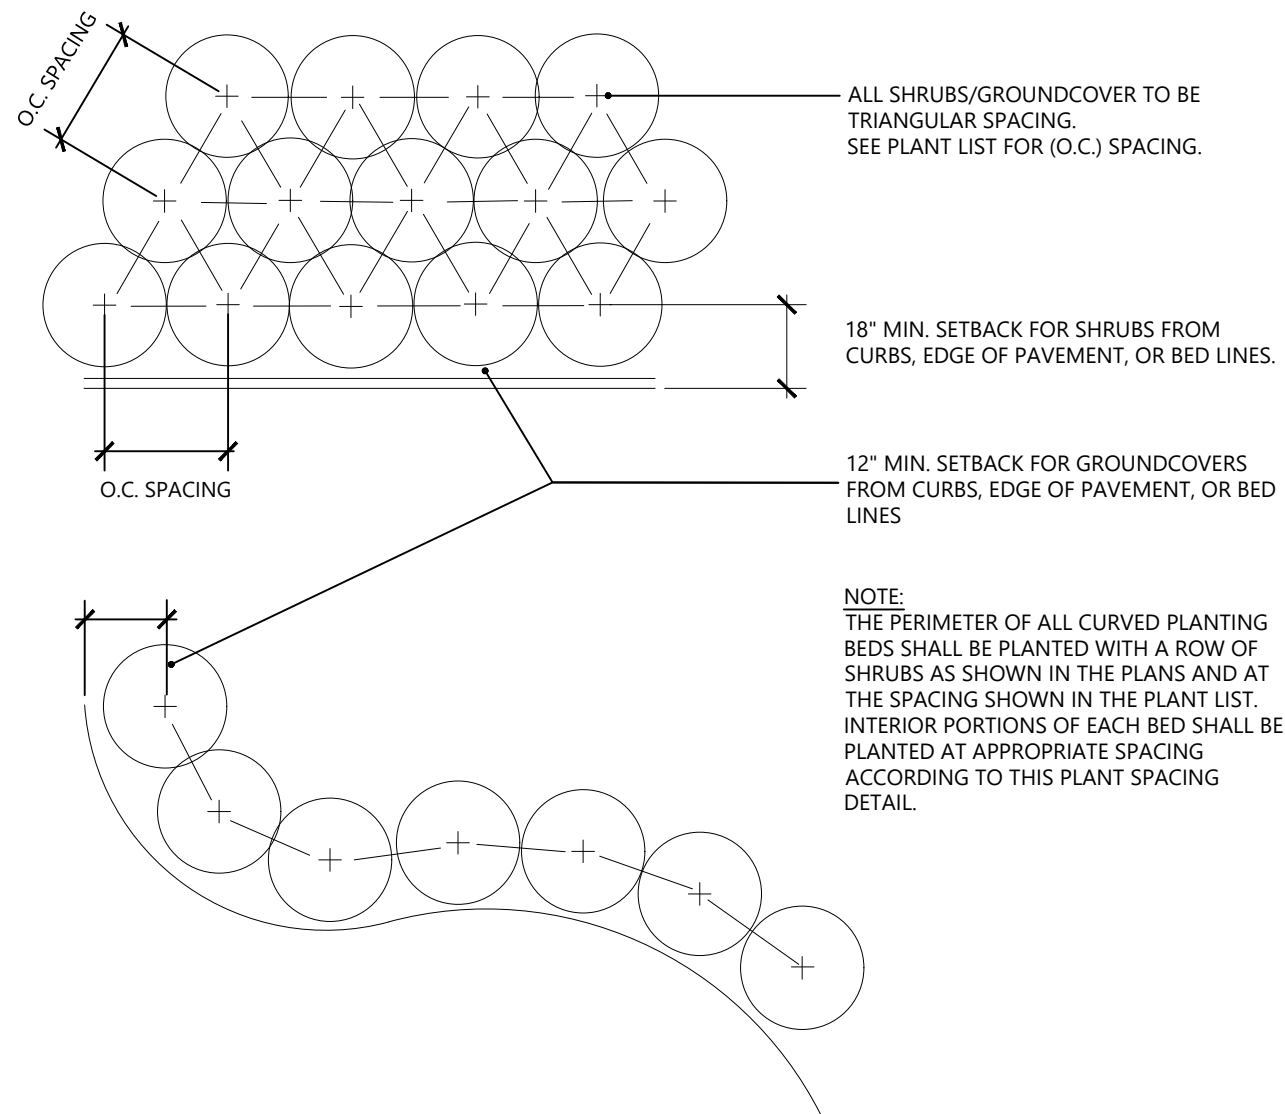 O.C. SPACING
ALL SHRUBS/GROUNDCOVER TO BE
TRIANGULAR SPACING.
SEE PLANT LIST FOR (O.C.) SPACING.
18" MIN. SETBACK FOR SHRUBS FROM
CURBS, EDGE OF PAVEMENT, OR BED LINES.
O.C. SPACING
12" MIN. SETBACK FOR GROUNDCOVERS
FROM CURBS, EDGE OF PAVEMENT, OR BED
LINES
NOTE:
THE PERIMETER OF ALL CURVED PLANTING
BEDS SHALL BE PLANTED WITH A ROW OF
SHRUBS AS SHOWN IN THE PLANS AND AT
THE SPACING SHOWN IN THE PLANT LIST.
INTERIOR PORTIONS OF EACH BED SHALL BE
PLANTED AT APPROPRIATE SPACING
ACCORDING TO THIS PLANT SPACING
DETAIL.